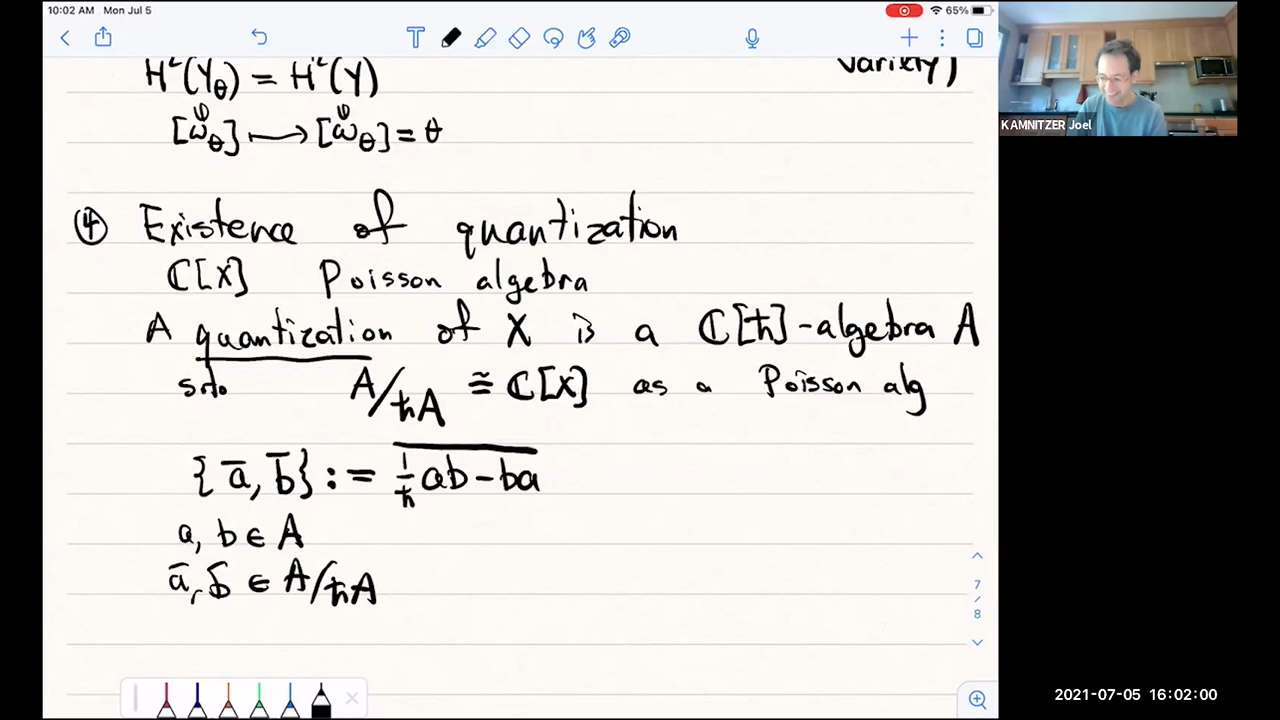 10:02 AM Mon Jul 5
65%
H²(Y_θ) = H²(Y)
variety)
[ω_θ] ⟼ [ω_θ] = θ
KAMNITZER Joel
④ Existence of quantization
ℂ[X] Poisson algebra
A quantization of X is a ℂ[ħ]-algebra A
A/ħA ≅ ℂ[X] as a Poisson alg
{ā, b̄} := \overline{\frac{1}{ħ} ab - ba}
a, b ∈ A
ā, b̄ ∈ A/ħA
7
/
8
2021-07-05 16:02:00